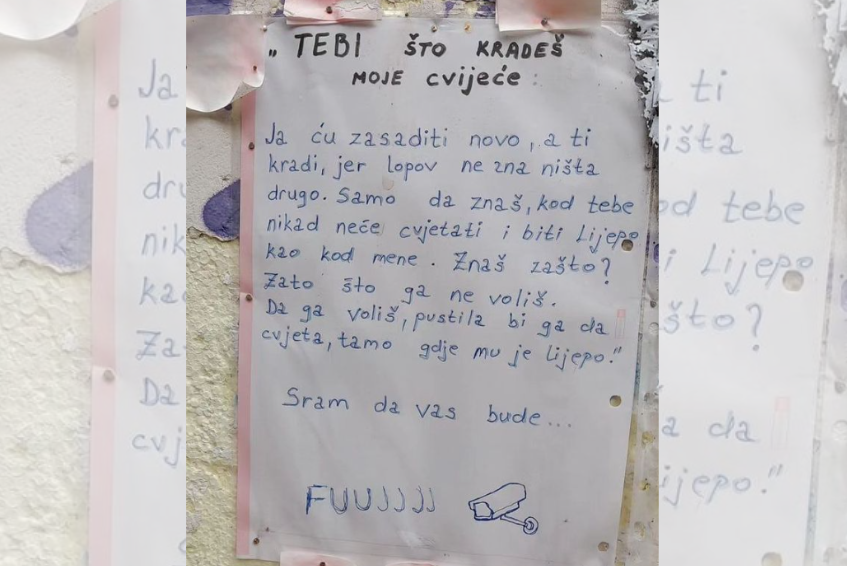 „TEBI ŠTO KRADEŠ
MOJE cvijeće:
Ja ću zasaditi novo, a ti
kradi, jer lopov ne zna ništa
drugo. Samo da znaš, kod tebe
nikad neče cvjetati i biti Lijepo
kao kod mene. Znaš zašto?
Zato što ga ne voliš.
Da ga voliš, pustila bi ga da
cvjeta, tamo gdje mu je lijepo."
Sram da vas bude...
FUUJJJJJ